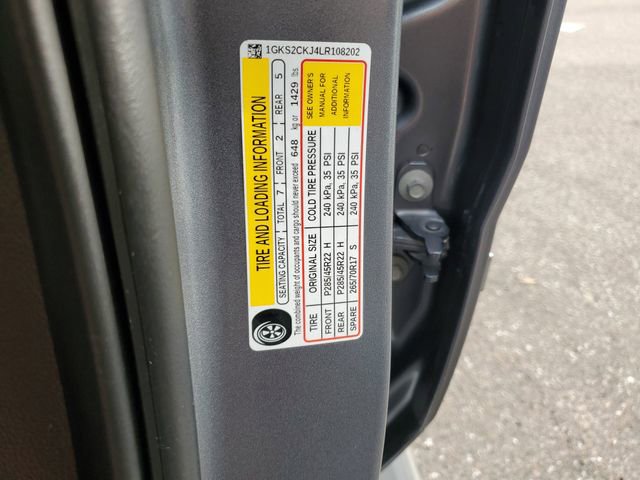 1GKS2CKJ4LR108202
TIRE AND LOADING INFORMATION
SEATING CAPACITY TOTAL 7 FRONT 2 REAR 5
The combined weight of occupants and cargo should never exceed 648 kg or 1429 lbs
TIRE ORIGINAL SIZE COLD TIRE PRESSURE
FRONT P285/45R22 H 240 kPa, 35 PSI
REAR P285/45R22 H 240 kPa, 35 PSI
SPARE 265/70R17 S 240 kPa, 35 PSI
SEE OWNER'S
MANUAL FOR
ADDITIONAL
INFORMATION